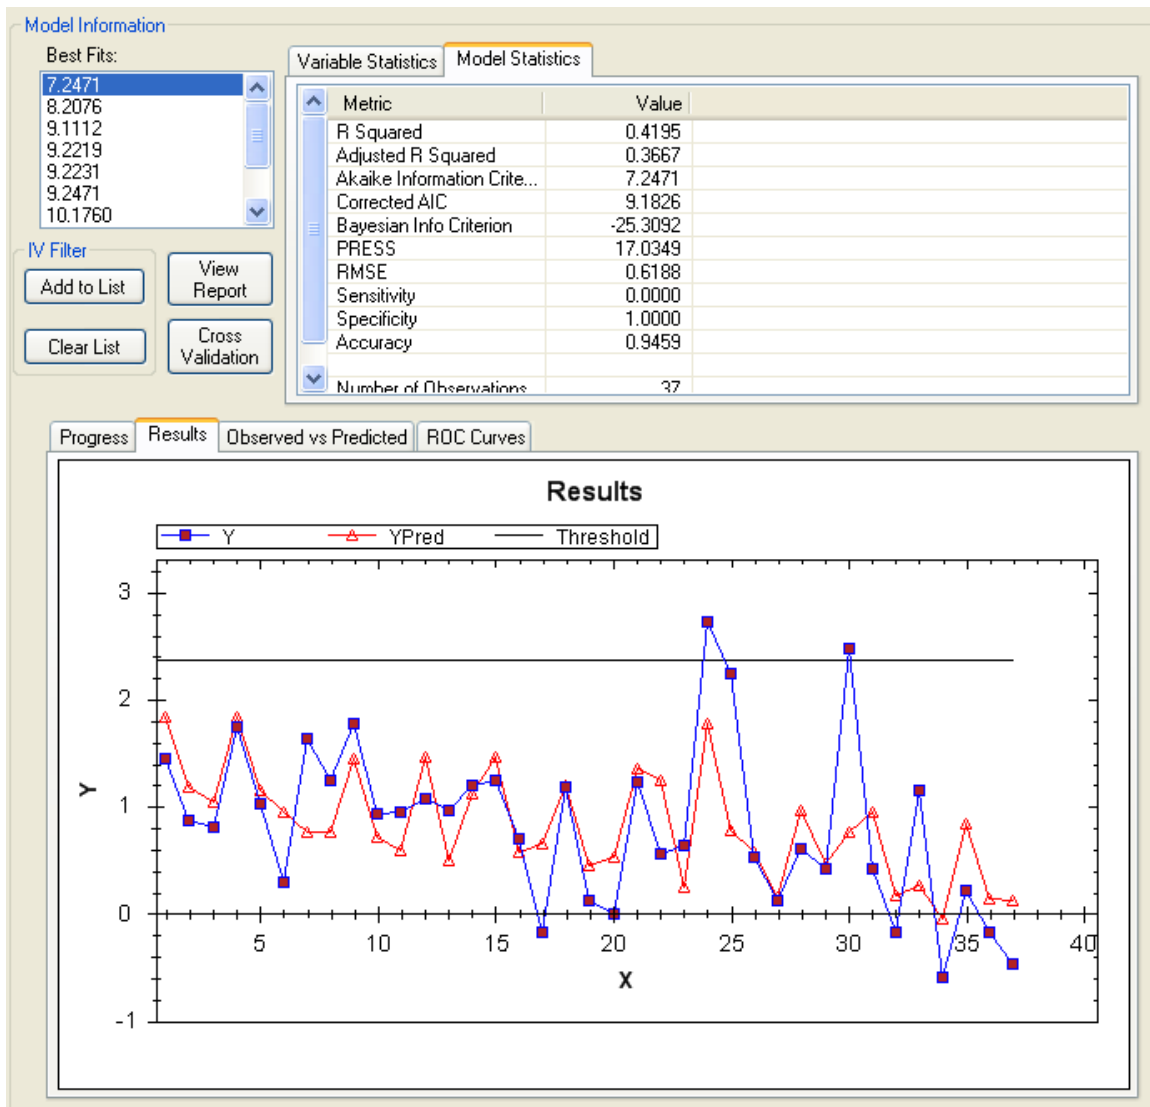 Model Information
Best Fits:
7.2471
8.2076
9.1112
9.2219
9.2231
9.2471
10.1760
IV Filter
Add to List
Clear List
View
Report
Cross
Validation
Variable Statistics Model Statistics
Metric Value
R Squared 0.4195
Adjusted R Squared 0.3667
Akaike Information Crite... 7.2471
Corrected AIC 9.1826
Bayesian Info Criterion -25.3092
PRESS 17.0349
RMSE 0.6188
Sensitivity 0.0000
Specificity 1.0000
Accuracy 0.9459
Number of Observations 37
Progress Results Observed vs Predicted ROC Curves
Results
Y YPred Threshold
3
2
1
0
-1
Y
5 10 15 20 25 30 35 40
X